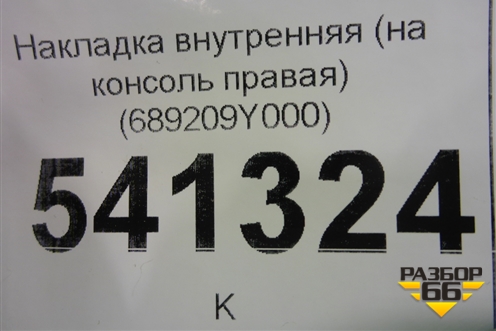 Накладка внутренняя (на
консоль правая)
(689209Y000)
541324
К
РАЗБОР
66